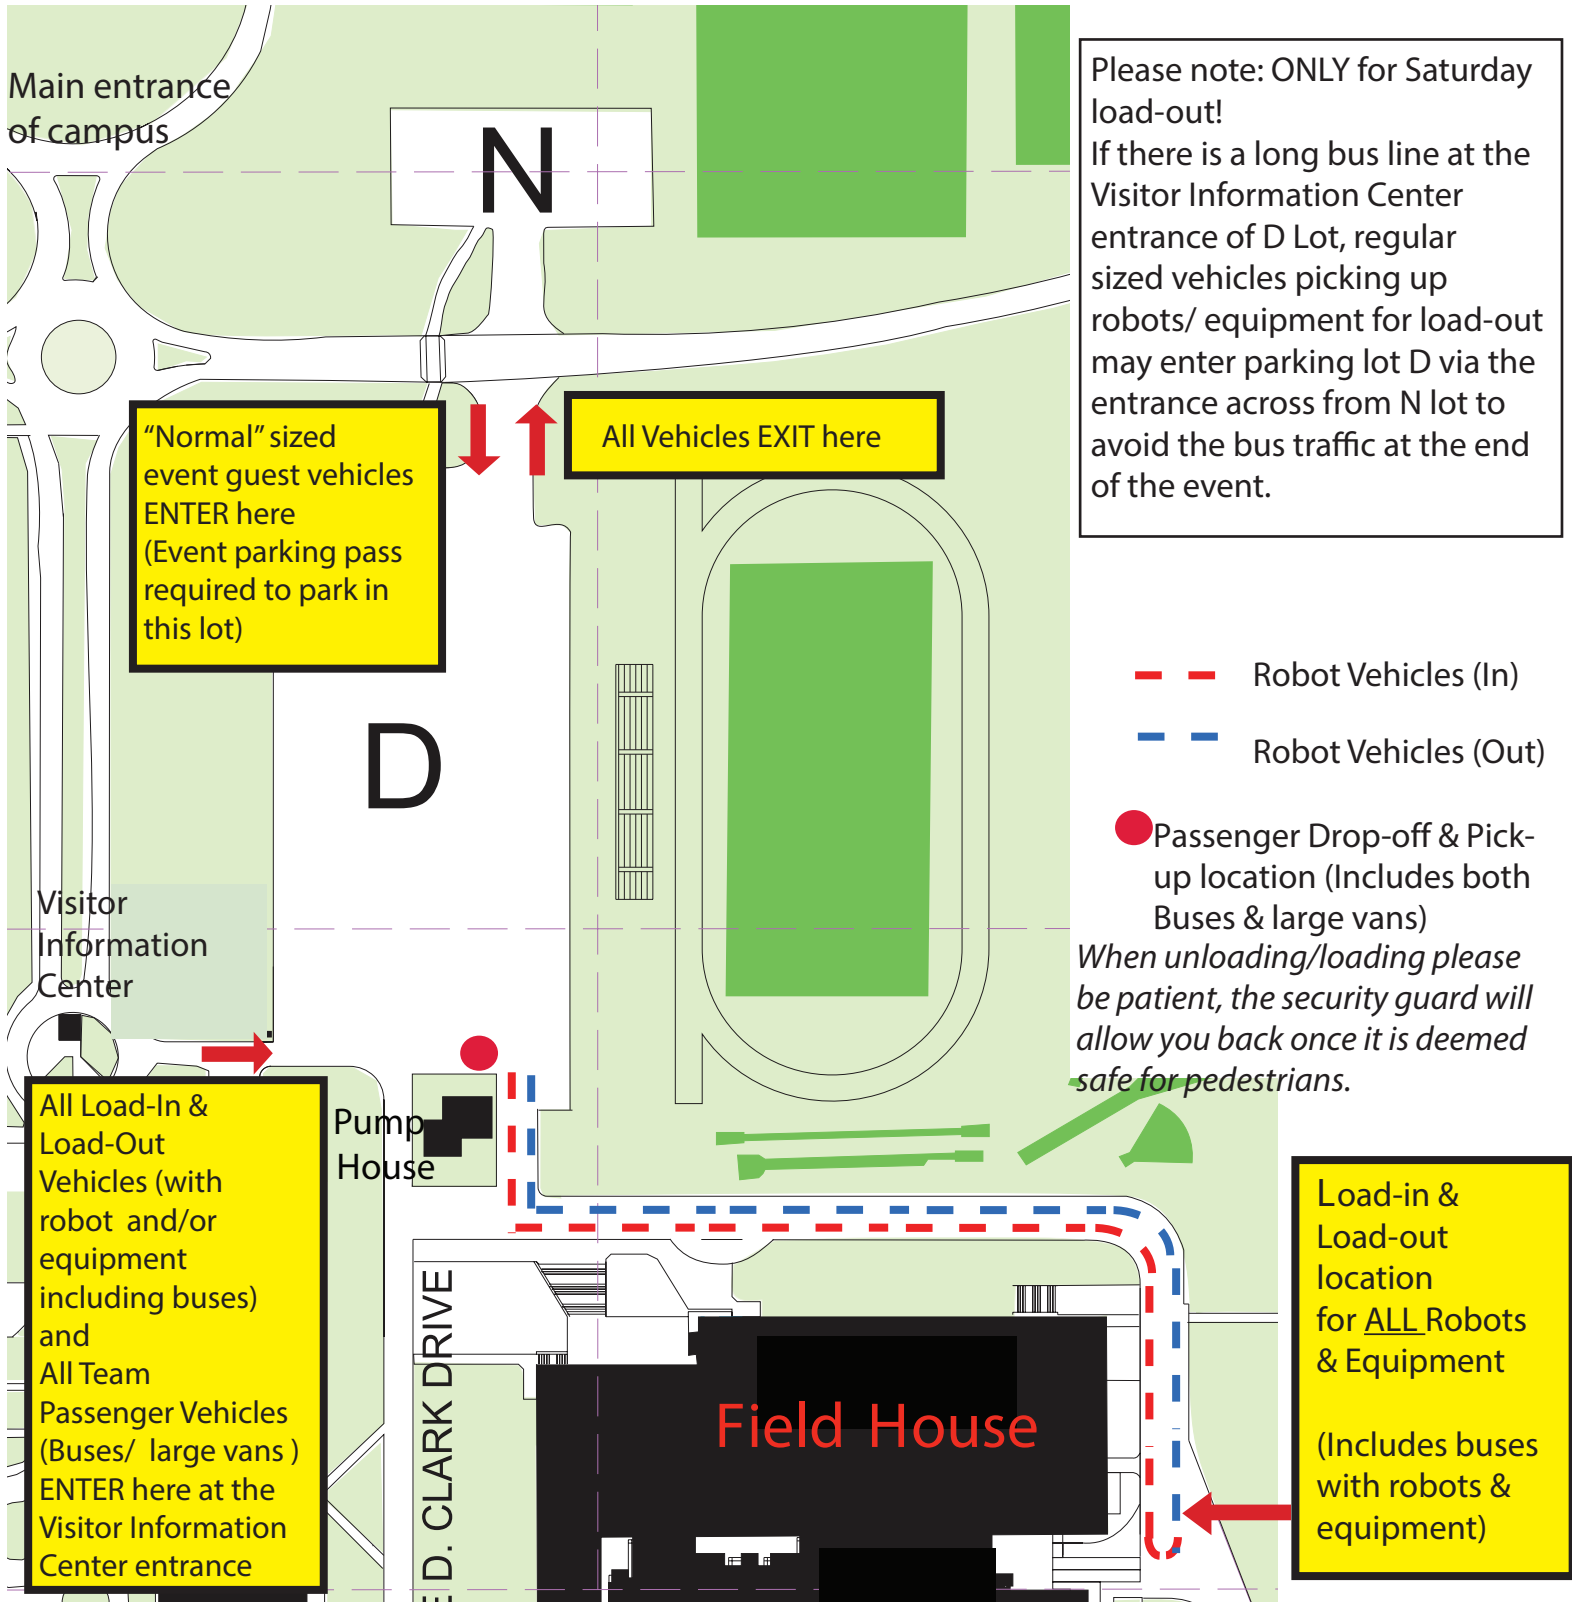 Main entrance
of campus
N
Please note: ONLY for Saturday
load-out!
If there is a long bus line at the
Visitor Information Center
entrance of D Lot, regular
sized vehicles picking up
robots/ equipment for load-out
may enter parking lot D via the
entrance across from N lot to
avoid the bus traffic at the end
of the event.
“Normal” sized
event guest vehicles
ENTER here
(Event parking pass
required to park in
this lot)
All Vehicles EXIT here
D
Robot Vehicles (In)
Robot Vehicles (Out)
Passenger Drop-off & Pick-
up location (Includes both
Buses & large vans)
When unloading/loading please
be patient, the security guard will
allow you back once it is deemed
safe for pedestrians.
Visitor
Information
Center
All Load-In &
Load-Out
Vehicles (with
robot and/or
equipment
including buses)
and
All Team
Passenger Vehicles
(Buses/ large vans )
ENTER here at the
Visitor Information
Center entrance
Pump
House
E D. CLARK DRIVE
Field House
Load-in &
Load-out
location
for ALL Robots
& Equipment
(Includes buses
with robots &
equipment)